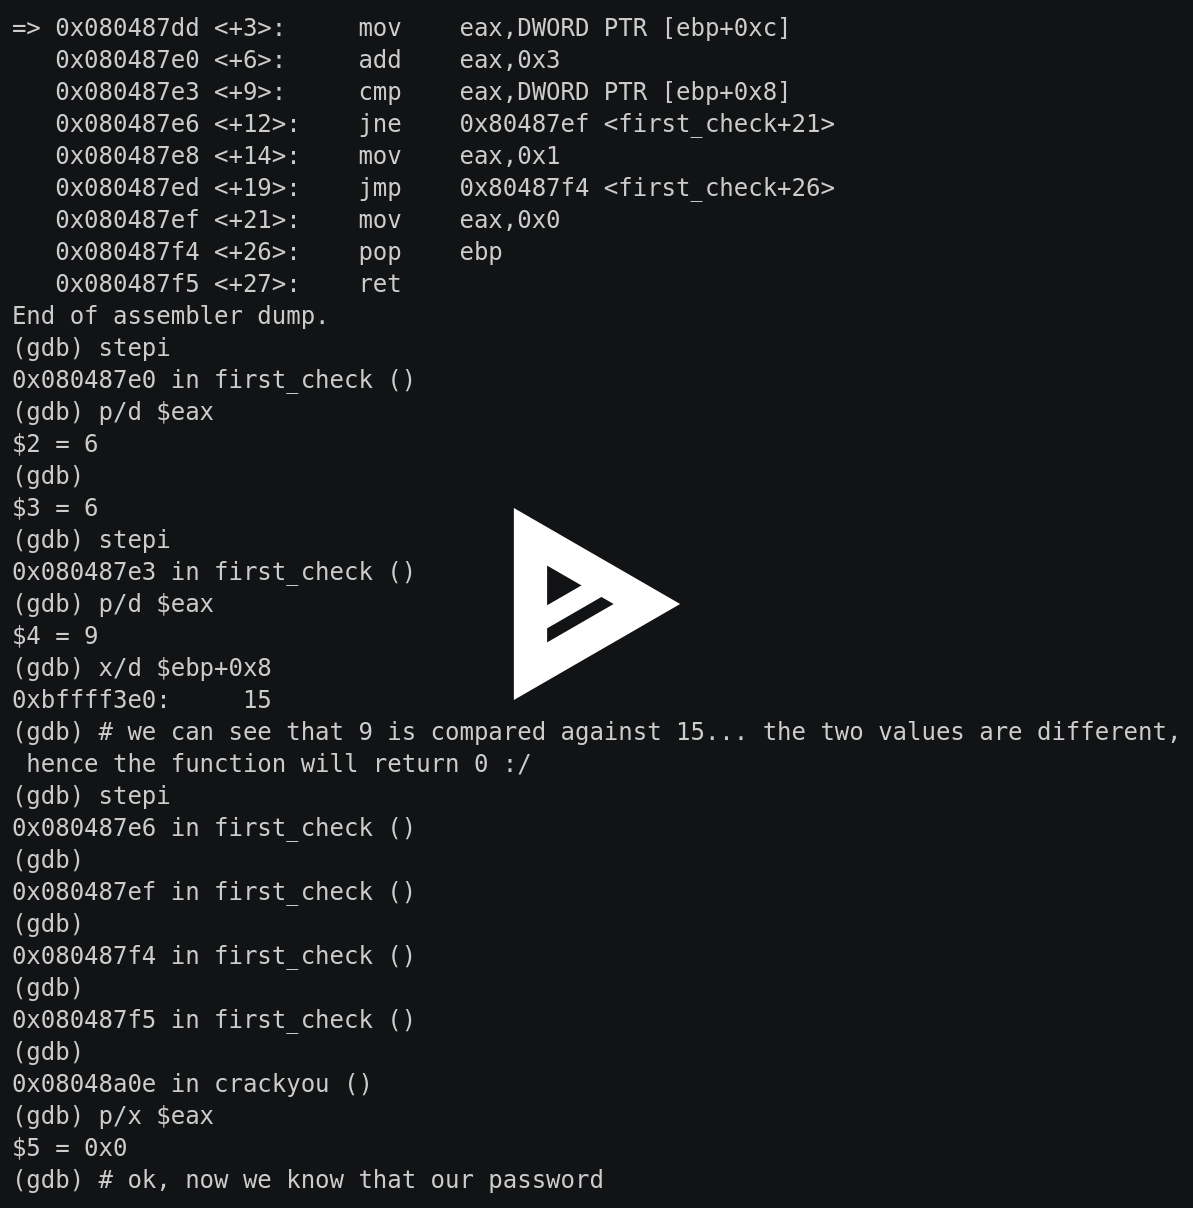 => 0x080487dd <+3>:     mov    eax,DWORD PTR [ebp+0xc]
   0x080487e0 <+6>:     add    eax,0x3
   0x080487e3 <+9>:     cmp    eax,DWORD PTR [ebp+0x8]
   0x080487e6 <+12>:    jne    0x80487ef <first_check+21>
   0x080487e8 <+14>:    mov    eax,0x1
   0x080487ed <+19>:    jmp    0x80487f4 <first_check+26>
   0x080487ef <+21>:    mov    eax,0x0
   0x080487f4 <+26>:    pop    ebp
   0x080487f5 <+27>:    ret
End of assembler dump.
(gdb) stepi
0x080487e0 in first_check ()
(gdb) p/d $eax
$2 = 6
(gdb)
$3 = 6
(gdb) stepi
0x080487e3 in first_check ()
(gdb) p/d $eax
$4 = 9
(gdb) x/d $ebp+0x8
0xbffff3e0:     15
(gdb) # we can see that 9 is compared against 15... the two values are different,
 hence the function will return 0 :/
(gdb) stepi
0x080487e6 in first_check ()
(gdb)
0x080487ef in first_check ()
(gdb)
0x080487f4 in first_check ()
(gdb)
0x080487f5 in first_check ()
(gdb)
0x08048a0e in crackyou ()
(gdb) p/x $eax
$5 = 0x0
(gdb) # ok, now we know that our password